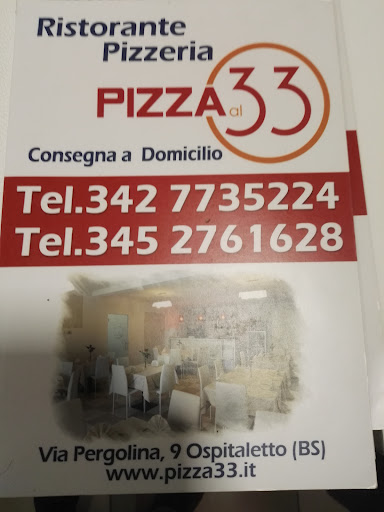 Ristorante
Pizzeria
PIZZA al 33
Consegna a Domicilio
Tel.342 7735224
Tel.345 2761628
Via Pergolina, 9 Ospitaletto (BS)
www.pizza33.it